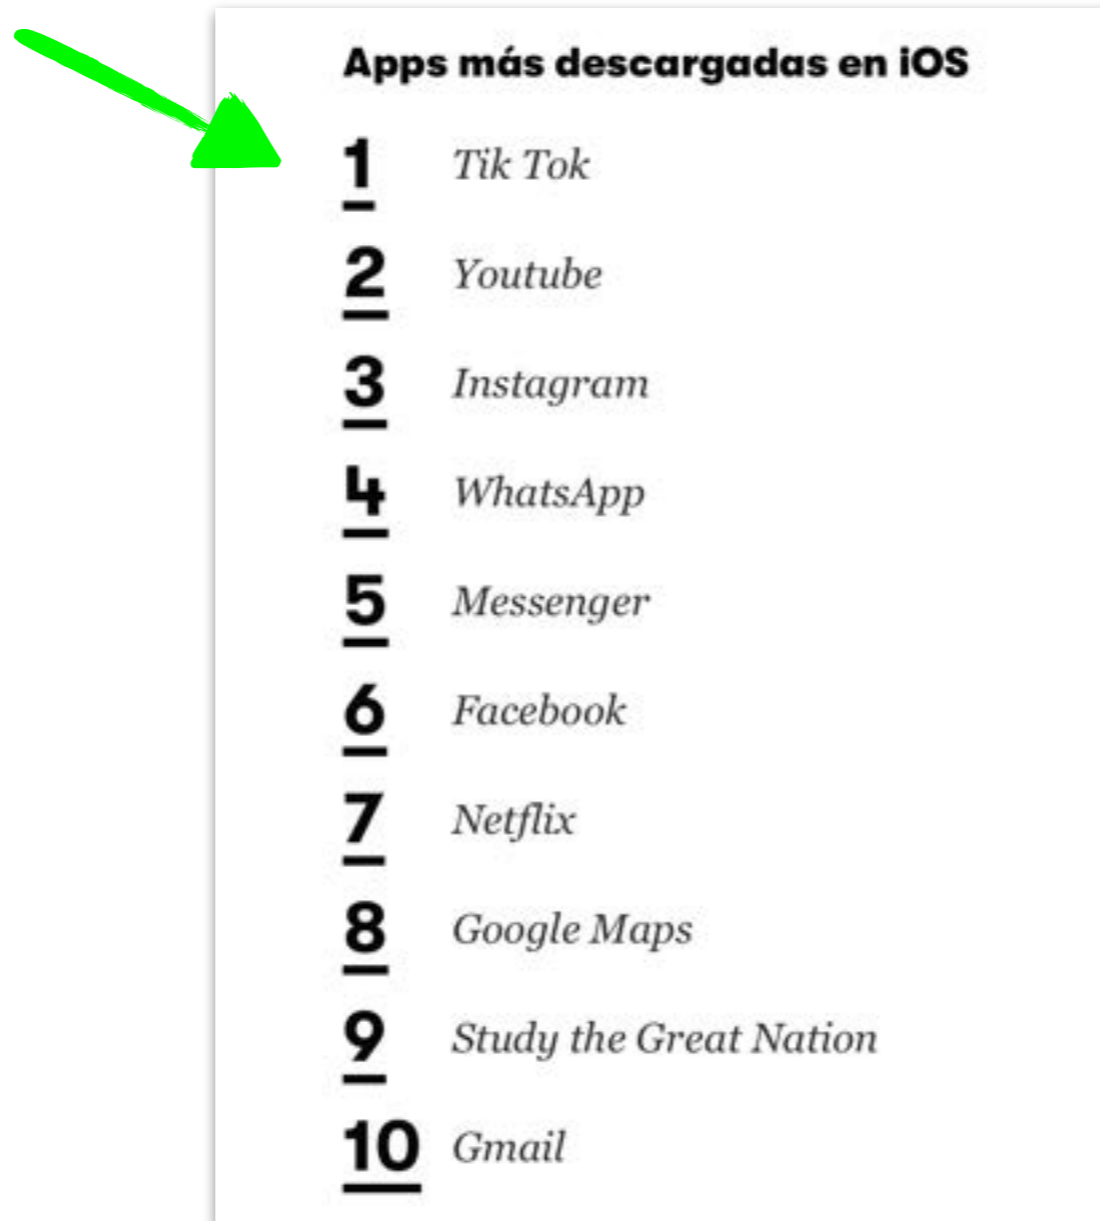 Apps más descargadas en iOS
1 Tik Tok
2 Youtube
3 Instagram
4 WhatsApp
5 Messenger
6 Facebook
7 Netflix
8 Google Maps
9 Study the Great Nation
10 Gmail